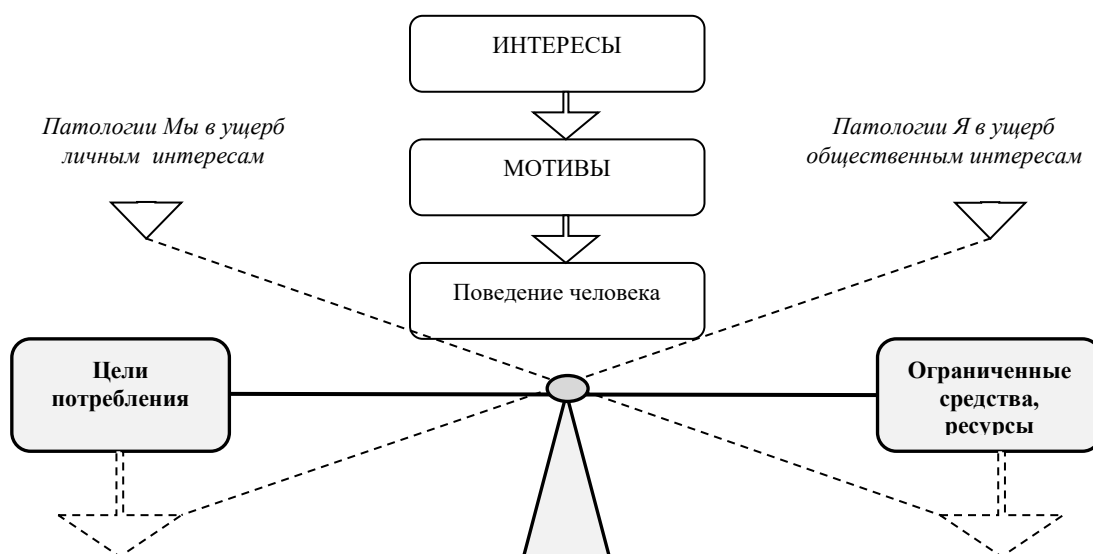 ИНТЕРЕСЫ
Патологии Мы в ущерб
личным интересам
Патологии Я в ущерб
общественным интересам
МОТИВЫ
Поведение человека
Цели
потребления
Ограниченные
средства,
ресурсы